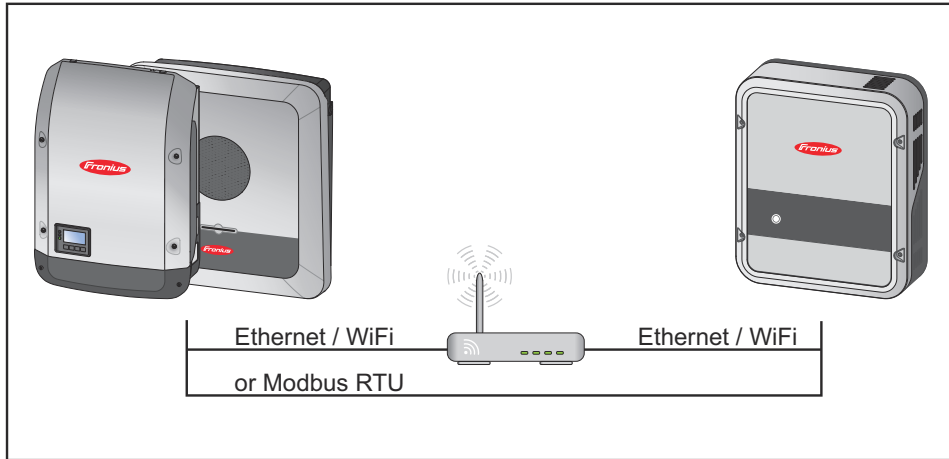 Fronius
Fronius
Fronius
Ethernet / WiFi
Ethernet / WiFi
or Modbus RTU